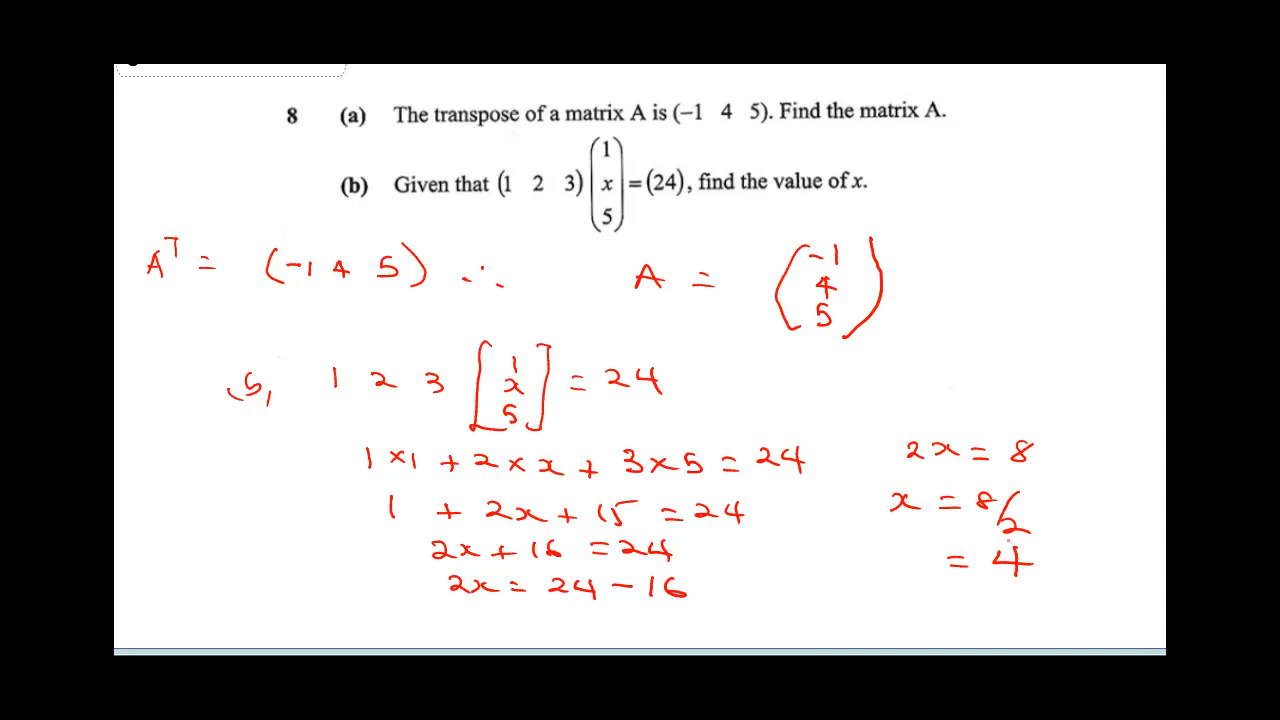 8 (a) The transpose of a matrix A is (−1 4 5). Find the matrix A.
(b) Given that (1 2 3) (1 x 5) = (24), find the value of x.
A^T = (-1 4 5) ∴ A = (-1 4 5)
1 2 3 [1 x 5] = 24
1 × 1 + 2 × x + 3 × 5 = 24
1 + 2x + 15 = 24
2x + 16 = 24
2x = 24 − 16
2x = 8
x = 8/2
= 4